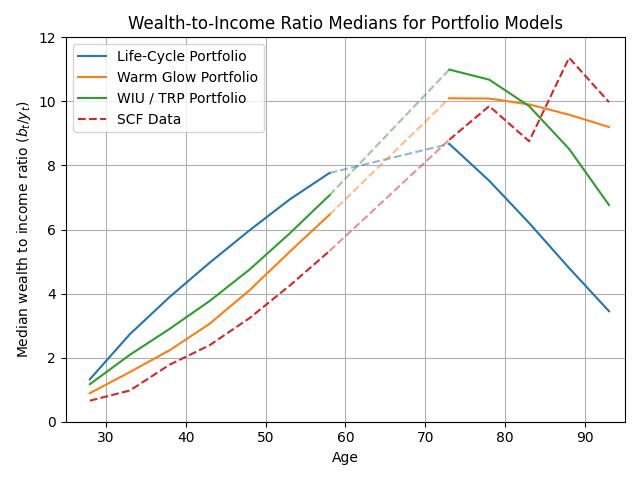 Wealth-to-Income Ratio Medians for Portfolio Models
Median wealth to income ratio (bₜ/yₜ)
12
10
8
6
4
2
0
Life-Cycle Portfolio
Warm Glow Portfolio
WIU / TRP Portfolio
SCF Data
30 40 50 60 70 80 90
Age